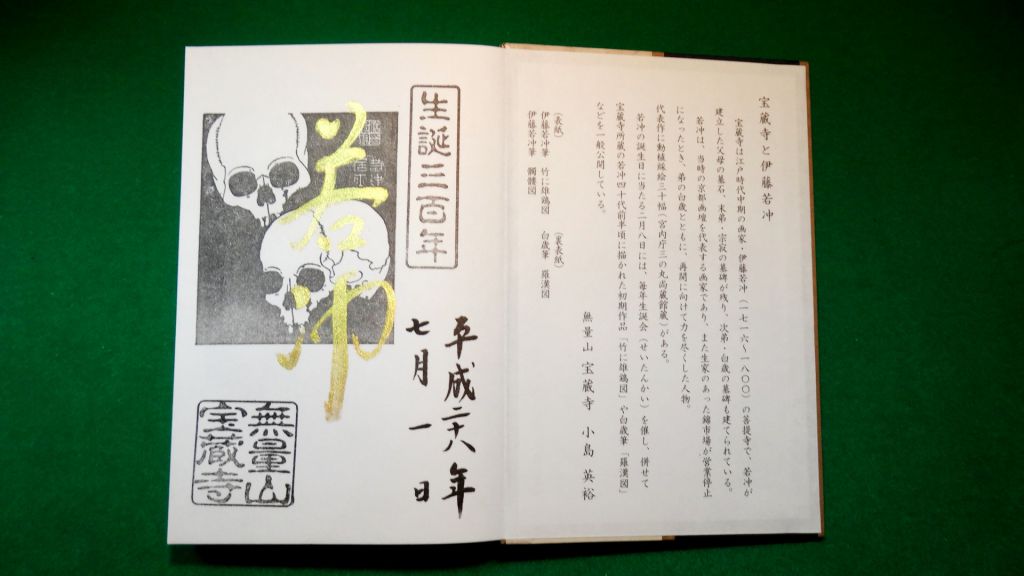 宝蔵寺と伊藤若冲
宝蔵寺は江戸時代中期の画家・伊藤若冲（一七一六～一八〇〇）の菩提寺で、若冲が
建立した父母の墓石、末弟・宗寂の墓碑が残り、次弟・白歳の墓碑も建てられている。
若冲は、当時の京都画壇を代表する画家であり、また生家のあった錦市場が営業停止
になったとき、弟の白歳とともに、再開に向けて力を尽くした人物。
代表作に動植綵絵三十幅（宮内庁三の丸尚蔵館蔵）がある。
若冲の誕生日に当たる二月八日には、毎年生誕会（せいたんかい）を催し、併せて
宝蔵寺所蔵の若冲四十代前半頃に描かれた初期作品「竹に雄鶏図」や白歳筆「羅漢図」
などを一般公開している。
（表紙）
（裏表紙）
伊藤若冲筆 竹に雄鶏図
白歳筆 羅漢図
伊藤若冲筆 髑髏図
無量山 宝蔵寺 小島英裕
生誕三百年
若冲
平成二十八年
七月一日
無量山
宝蔵寺